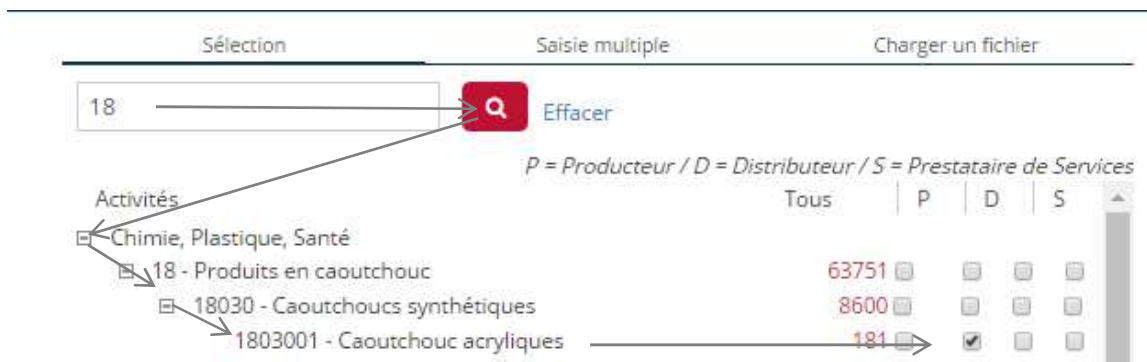 Sélection Saisie multiple Charger un fichier
18 Effacer
P = Producteur / D = Distributeur / S = Prestataire de Services
Activités Tous P D S
Chimie, Plastique, Santé
18 - Produits en caoutchouc 63751
18030 - Caoutchoucs synthétiques 8600
1803001 - Caoutchouc acryliques 181